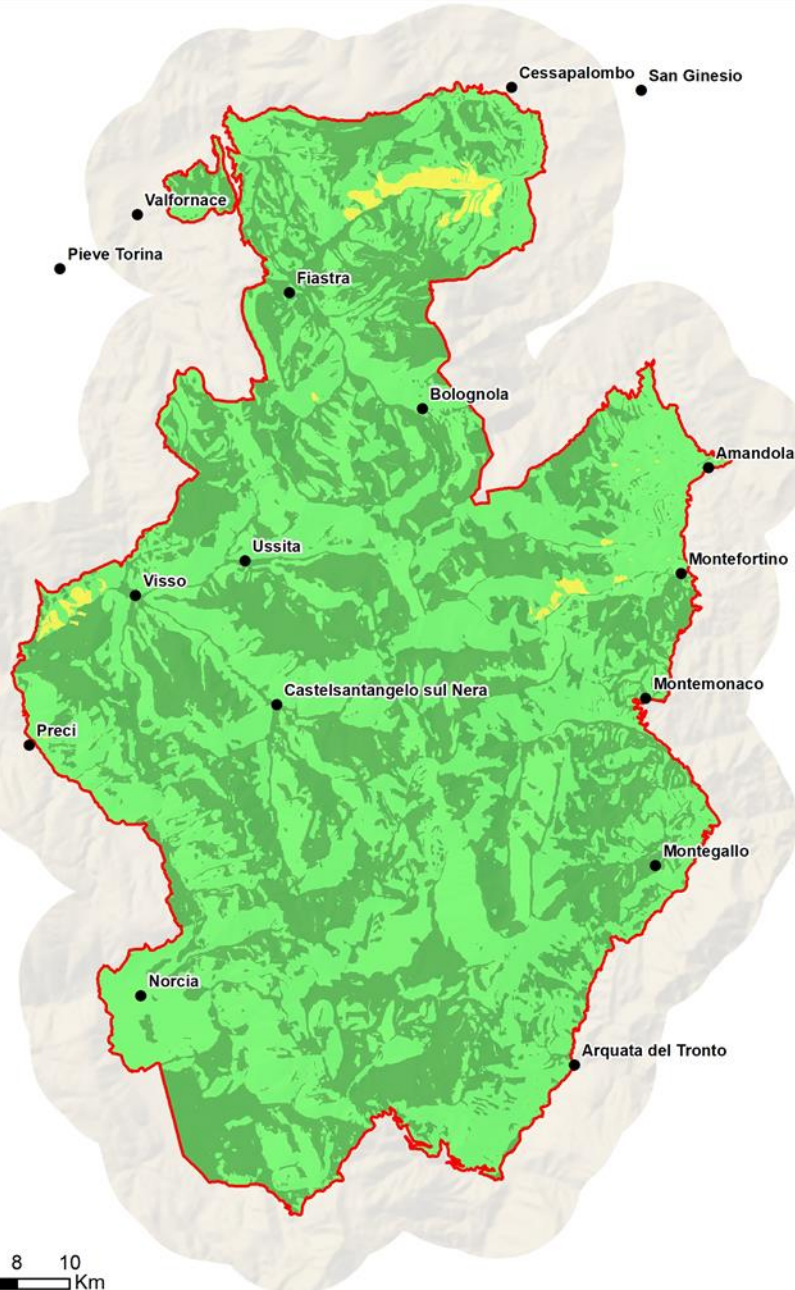 Cessapalombo
San Ginesio
Valfornace
Pieve Torina
Fiastra
Bolognola
Amandola
Ussita
Montefortino
Visso
Castelsantangelo sul Nera
Montemonaco
Preci
Montegallo
Norcia
Arquata del Tronto
8 10
Km